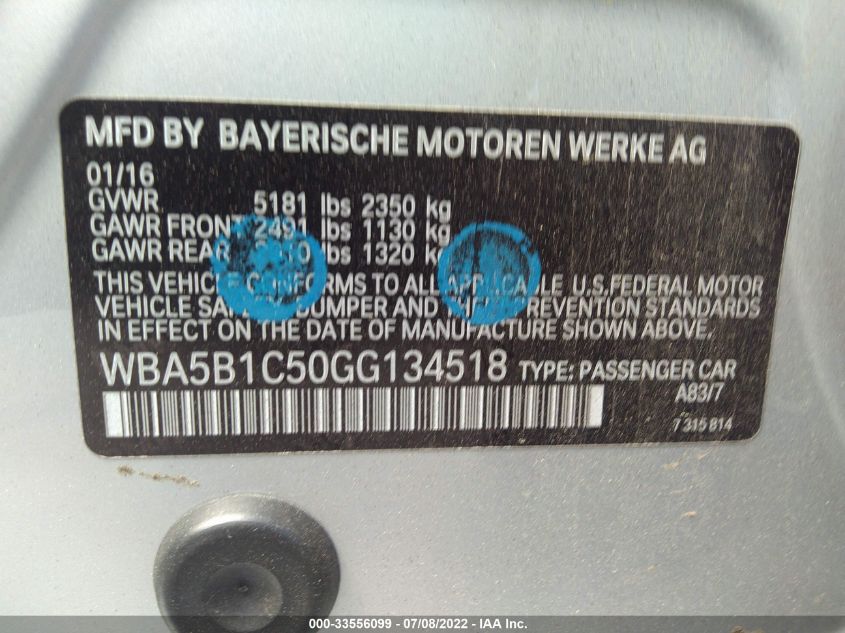 MFD BY BAYERISCHE MOTOREN WERKE AG
01/16
GVWR 5181 lbs 2350 kg
GAWR FRONT 2491 lbs 1130 kg
GAWR REAR lbs 1320 kg
THIS VEHICLE CONFORMS TO ALL APPLICABLE U.S.FEDERAL MOTOR
VEHICLE SAFETY, BUMPER AND THEFT PREVENTION STANDARDS
IN EFFECT ON THE DATE OF MANUFACTURE SHOWN ABOVE.
WBA5B1C50GG134518 TYPE: PASSENGER CAR
A83/7
7 315 814
000-33556099 - 07/08/2022 - IAA Inc.